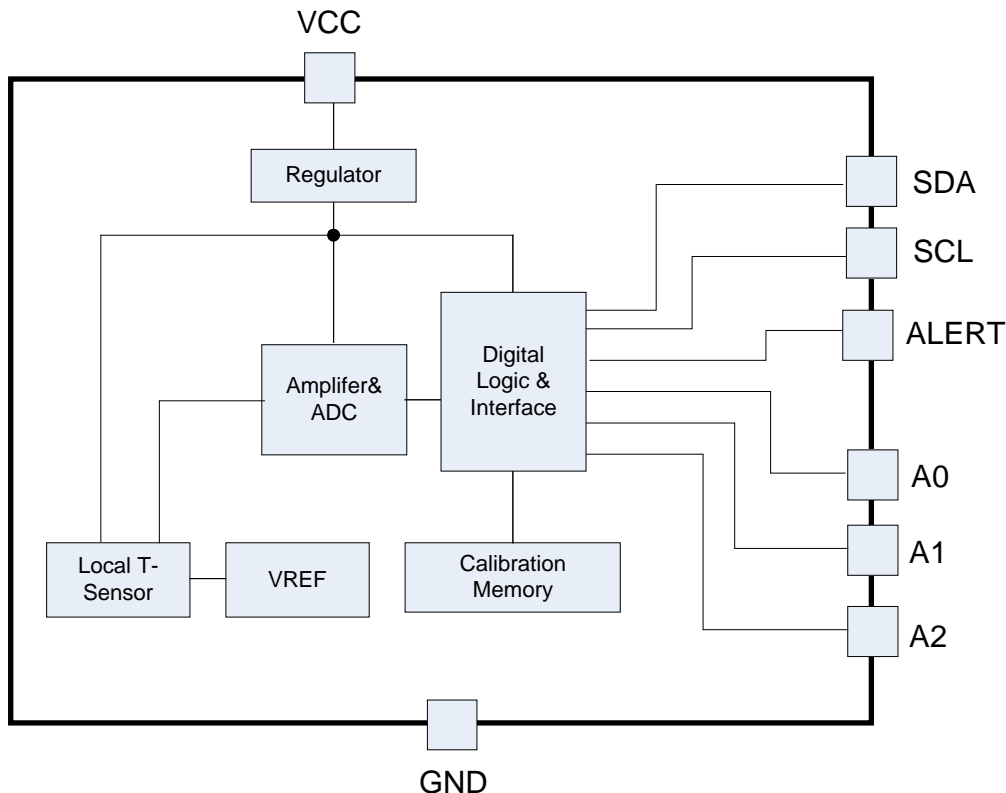 VCC
Regulator
SDA
SCL
ALERT
Amplifer&
ADC
Digital
Logic &
Interface
A0
A1
A2
Local T-
Sensor
VREF
Calibration
Memory
GND